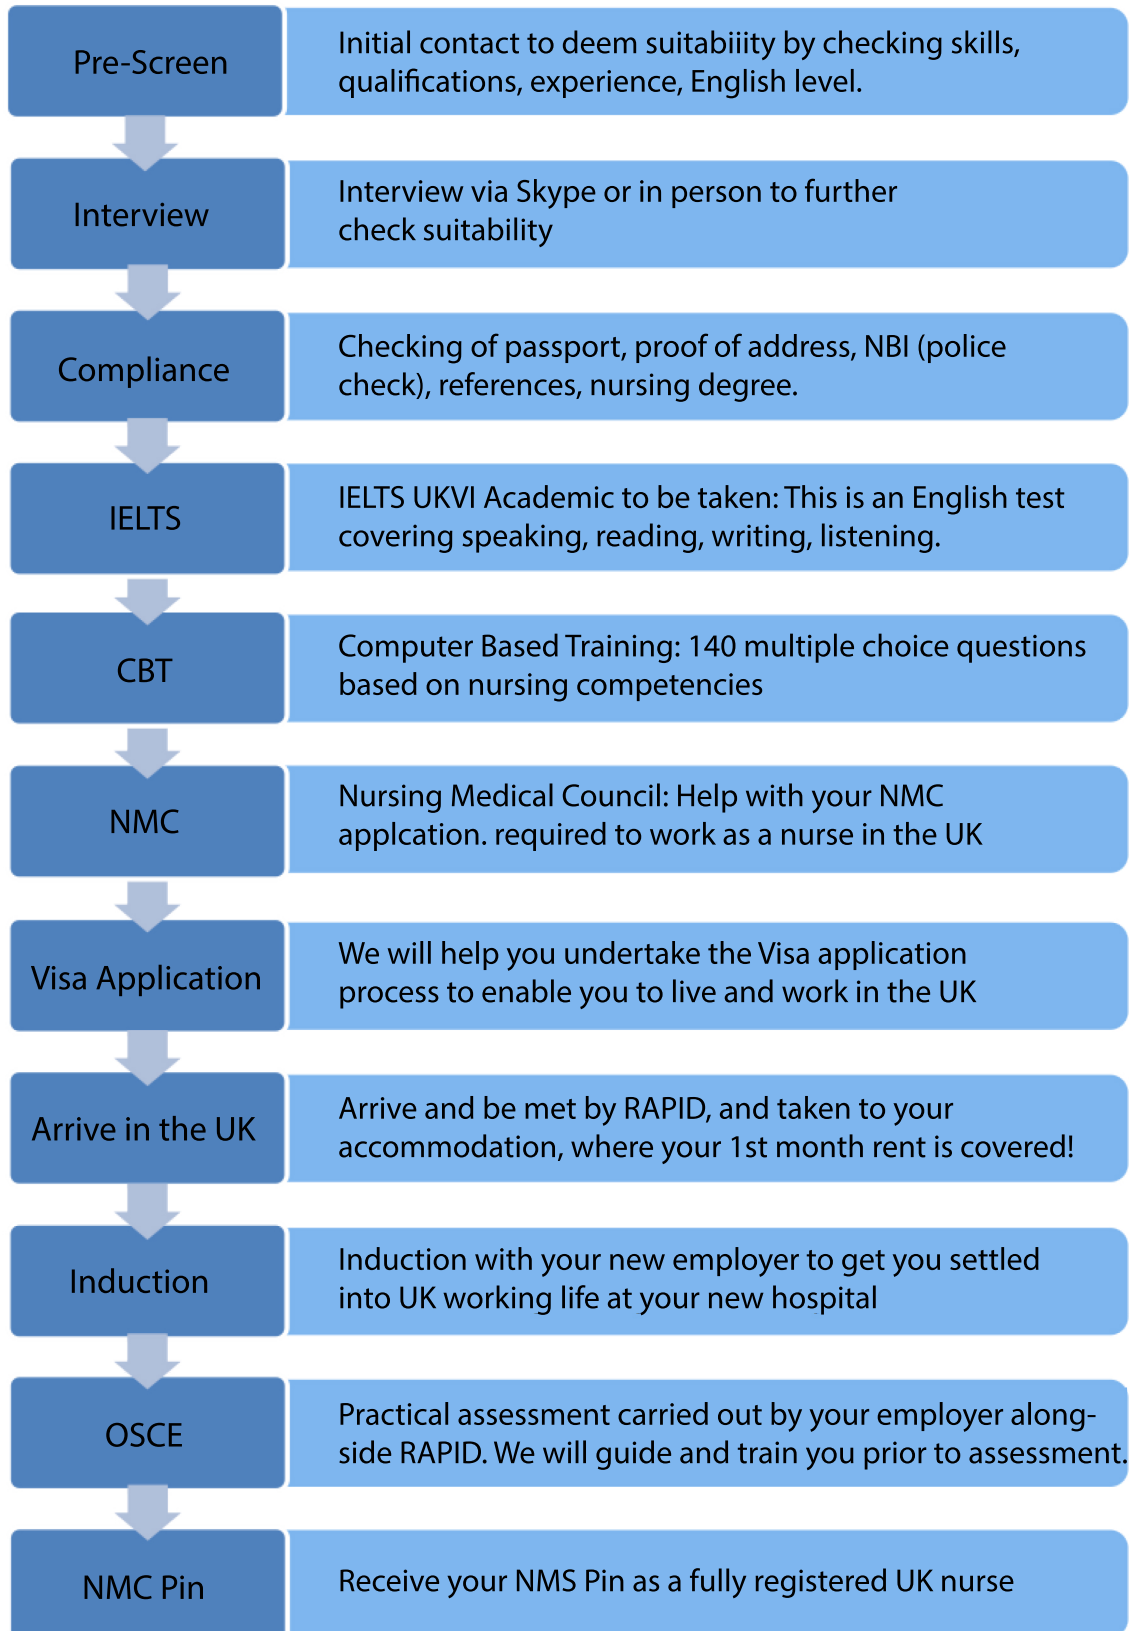 Pre-Screen
Initial contact to deem suitabiiity by checking skills,
qualifications, experience, English level.
Interview
Interview via Skype or in person to further
check suitability
Compliance
Checking of passport, proof of address, NBI (police
check), references, nursing degree.
IELTS
IELTS UKVI Academic to be taken: This is an English test
covering speaking, reading, writing, listening.
CBT
Computer Based Training: 140 multiple choice questions
based on nursing competencies
NMC
Nursing Medical Council: Help with your NMC
applcation. required to work as a nurse in the UK
Visa Application
We will help you undertake the Visa application
process to enable you to live and work in the UK
Arrive in the UK
Arrive and be met by RAPID, and taken to your
accommodation, where your 1st month rent is covered!
Induction
Induction with your new employer to get you settled
into UK working life at your new hospital
OSCE
Practical assessment carried out by your employer along-
side RAPID. We will guide and train you prior to assessment.
NMC Pin
Receive your NMS Pin as a fully registered UK nurse